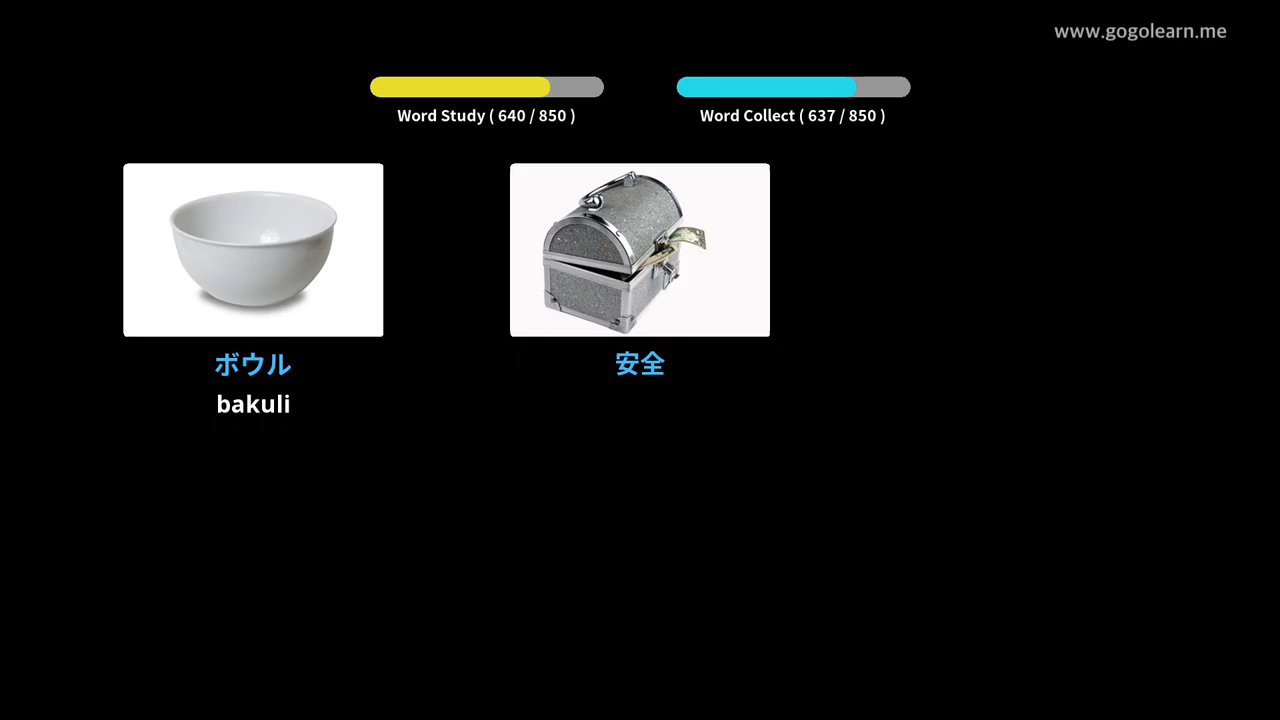 www.gogolearn.me
Word Study ( 640 / 850 )
Word Collect ( 637 / 850 )
ボウル
安全
bakuli